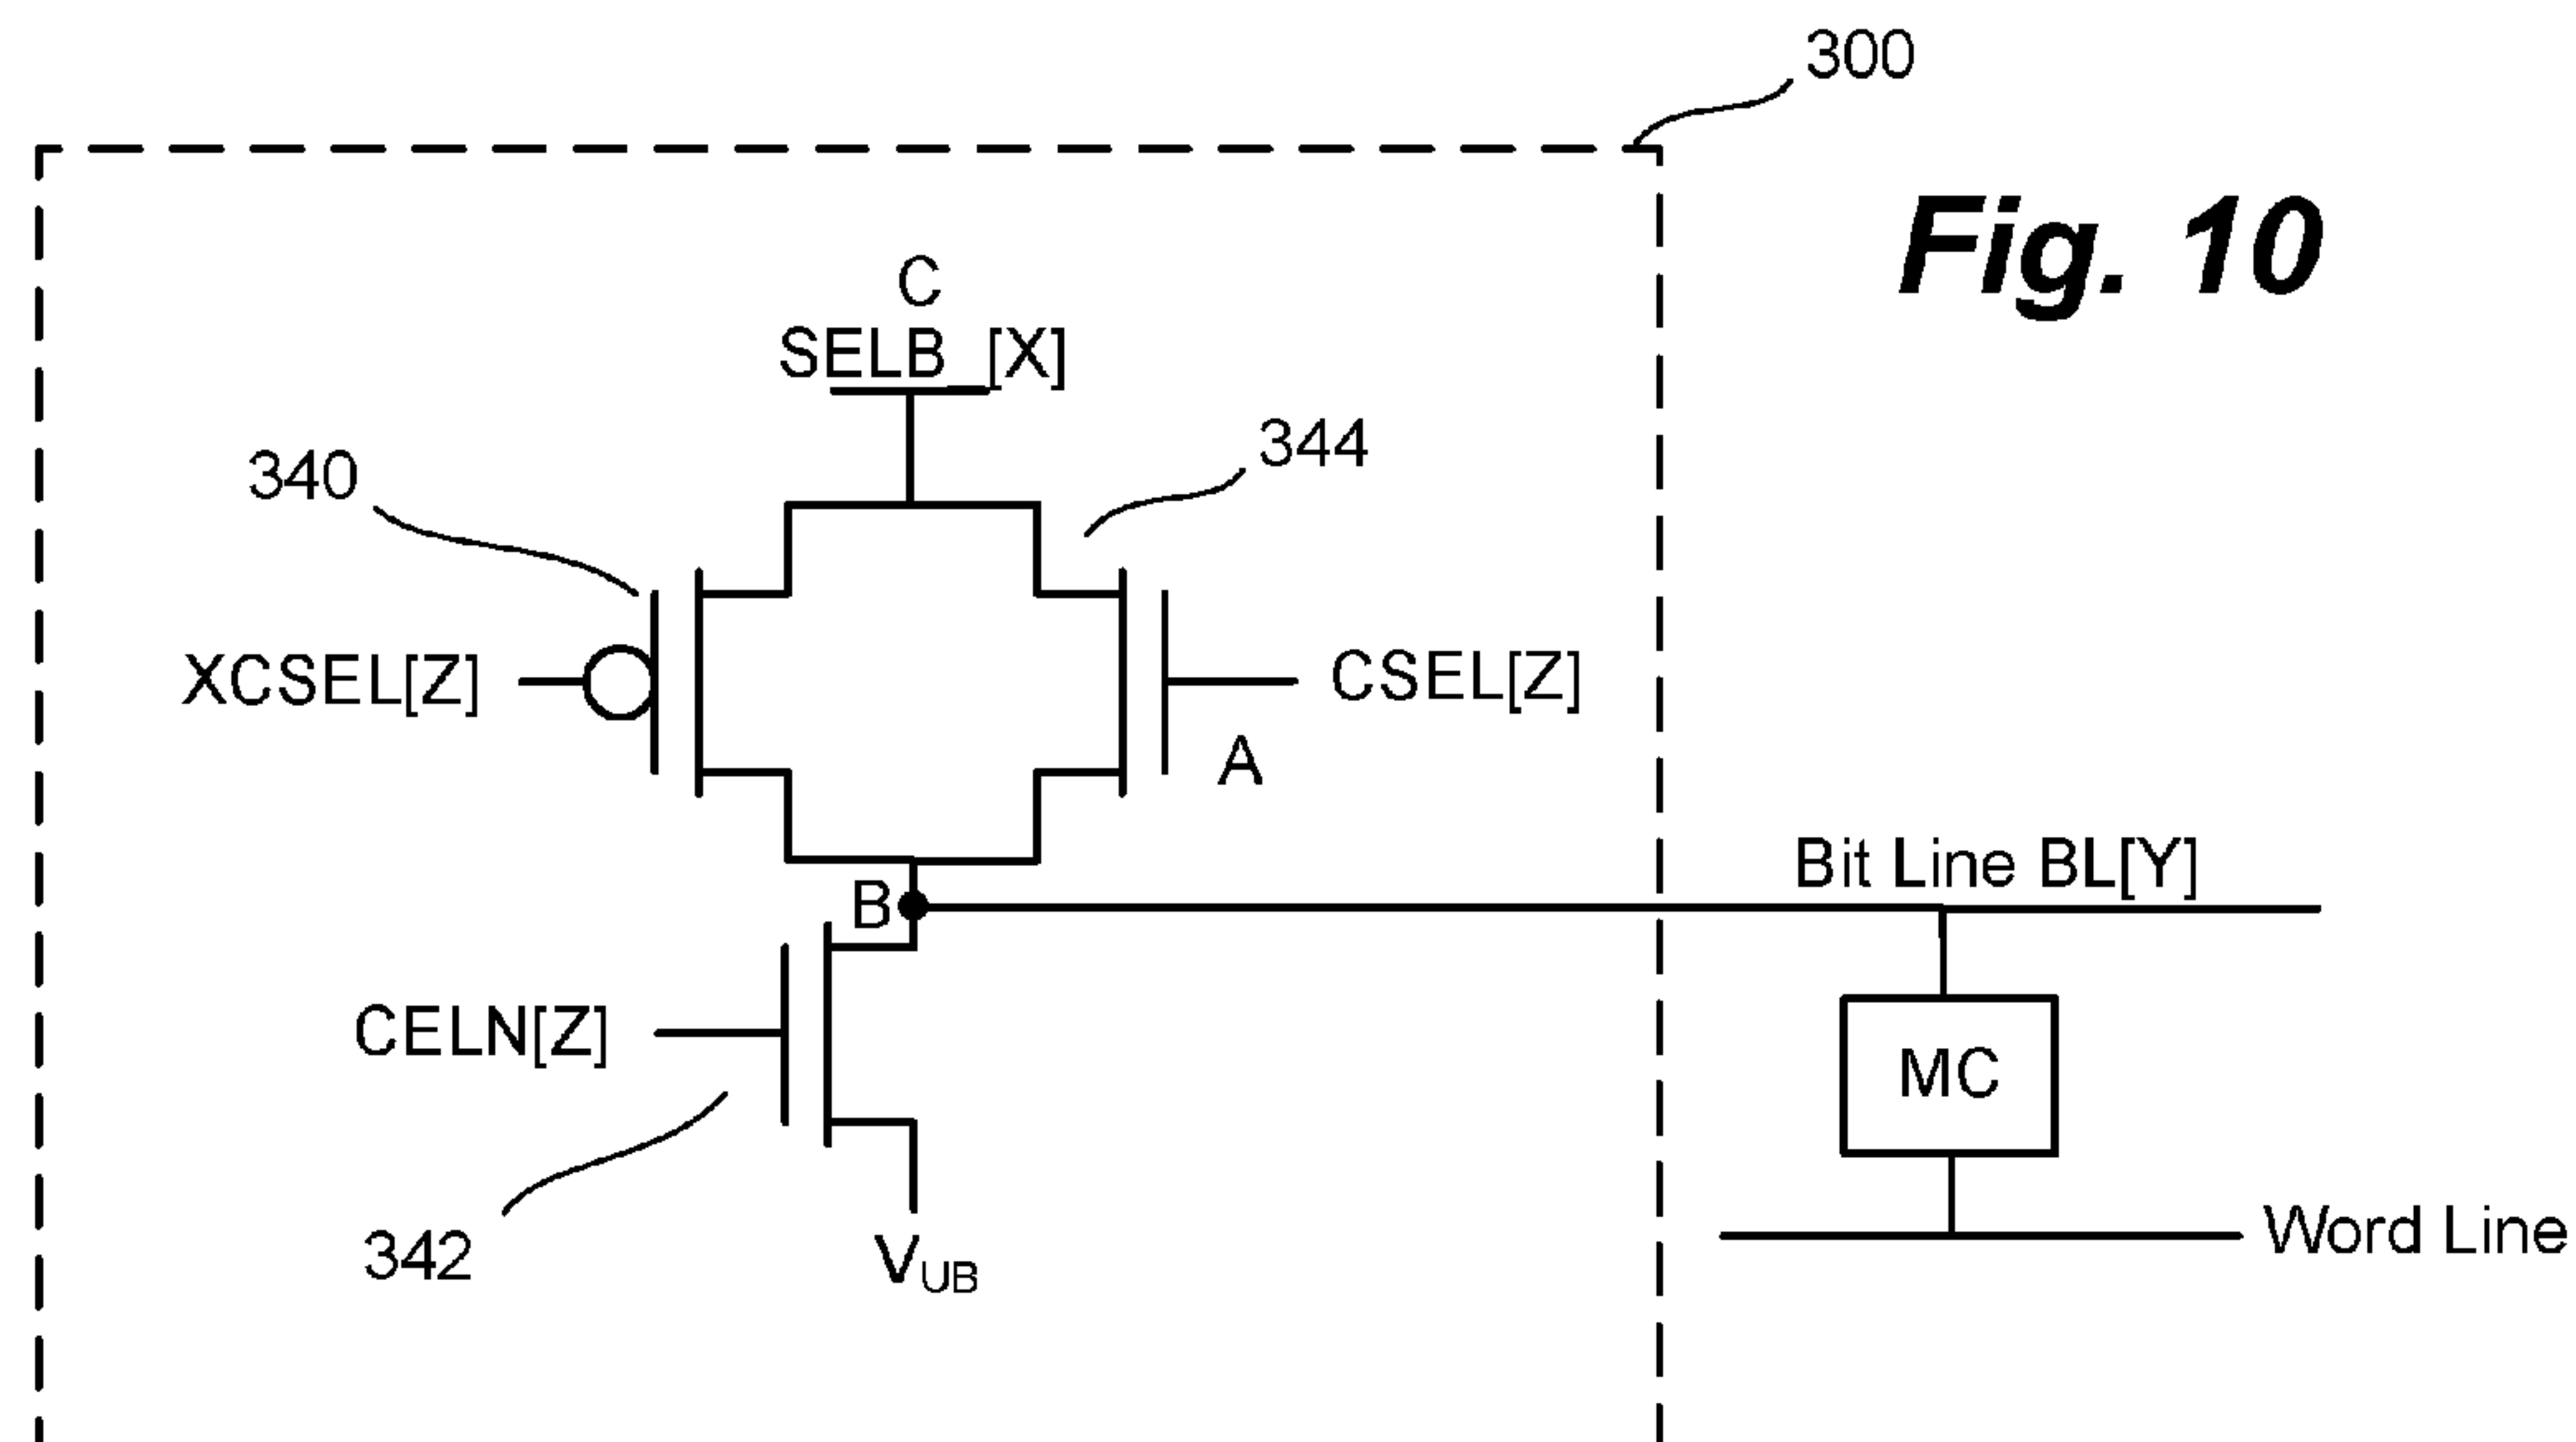 300
Fig. 10
C
SELB_[X]
344
340
XCSEL[Z]
CSEL[Z]
A
Bit Line BL[Y]
B
CELN[Z]
MC
342
VUB
Word Line